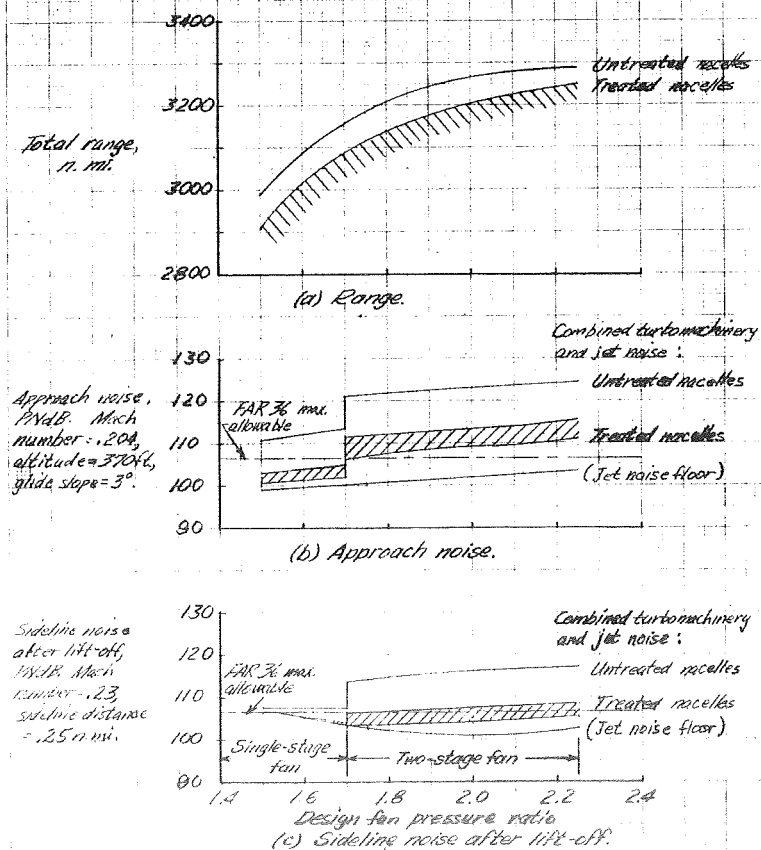 3400
Untreated nacelles
Treated nacelles
3200
Total range,
n. mi.
3000
2800
(a) Range.
Combined turbomachinery
and jet noise :
130
Untreated nacelles
120
Approach noise,
PNdB. Mach
number = .204,
altitude = 370 ft,
glide slope = 3°.
FAR 36 max.
allowable
110
Treated nacelles
100
(Jet noise floor)
90
(b) Approach noise.
130
Combined turbomachinery
and jet noise :
Sideline noise
after lift-off,
PNdB. Mach
number = .23,
sideline distance
= .25 n. mi.
120
Untreated nacelles
FAR 36 max.
allowable
110
Treated nacelles
100
(Jet noise floor)
Single-stage
fan
Two-stage fan
90
1.4 1.6 1.8 2.0 2.2 2.4
Design fan pressure ratio
(c) Sideline noise after lift-off.